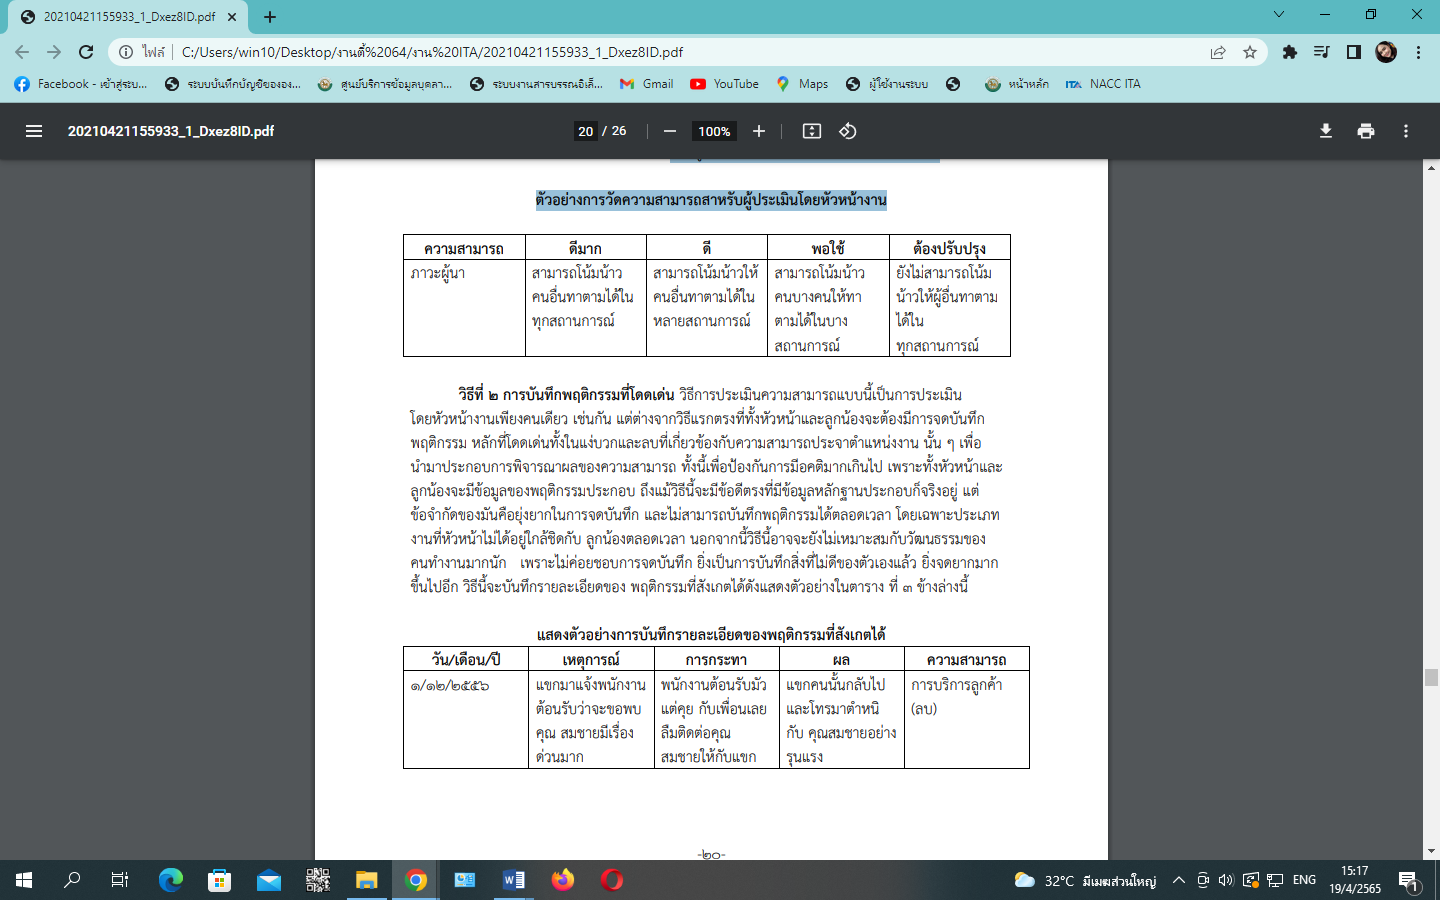 20210421155933_1_Dxez8ID.pdf
ไฟล์ C:/Users/win10/Desktop/งานตี้%2064/งาน%20ITA/20210421155933_1_Dxez8ID.pdf
Facebook - เข้าสู่ระบ... ระบบบันทึกบัญชีขององ... ศูนย์บริการข้อมูลบุคลา... ระบบงานสารบรรณอิเล็... Gmail YouTube Maps ผู้ใช้งานระบบ หน้าหลัก ITA NACC ITA
20210421155933_1_Dxez8ID.pdf 20 / 26 100%
ตัวอย่างการวัดความสามารถสาหรับผู้ประเมินโดยหัวหน้างาน
ความสามารถ ดีมาก ดี พอใช้ ต้องปรับปรุง
ภาวะผู้นา สามารถโน้มน้าว สามารถโน้มน้าวให้ สามารถโน้มน้าว ยังไม่สามารถโน้ม
คนอื่นทาตามได้ใน คนอื่นทาตามได้ใน คนบางคนให้ทา น้าวให้ผู้อื่นทาตาม
ทุกสถานการณ์ หลายสถานการณ์ ตามได้ในบาง ได้ใน
สถานการณ์ ทุกสถานการณ์
วิธีที่ ๒ การบันทึกพฤติกรรมที่โดดเด่น วิธีการประเมินความสามารถแบบนี้เป็นการประเมิน
โดยหัวหน้างานเพียงคนเดียว เช่นกัน แต่ต่างจากวิธีแรกตรงที่ทั้งหัวหน้าและลูกน้องจะต้องมีการจดบันทึก
พฤติกรรม หลักที่โดดเด่นทั้งในแง่บวกและลบที่เกี่ยวข้องกับความสามารถประจาตำแหน่งงาน นั้น ๆ เพื่อ
นำมาประกอบการพิจารณาผลของความสามารถ ทั้งนี้เพื่อป้องกันการมีอคติมากเกินไป เพราะทั้งหัวหน้าและ
ลูกน้องจะมีข้อมูลของพฤติกรรมประกอบ ถึงแม้วิธีนี้จะมีข้อดีตรงที่มีข้อมูลหลักฐานประกอบก็จริงอยู่ แต่
ข้อจำกัดของมันคือยุ่งยากในการจดบันทึก และไม่สามารถบันทึกพฤติกรรมได้ตลอดเวลา โดยเฉพาะประเภท
งานที่หัวหน้าไม่ได้อยู่ใกล้ชิดกับ ลูกน้องตลอดเวลา นอกจากนี้วิธีนี้อาจจะยังไม่เหมาะสมกับวัฒนธรรมของ
คนทำงานมากนัก เพราะไม่ค่อยชอบการจดบันทึก ยิ่งเป็นการบันทึกสิ่งที่ไม่ดีของตัวเองแล้ว ยิ่งจดยากมาก
ขึ้นไปอีก วิธีนี้จะบันทึกรายละเอียดของ พฤติกรรมที่สังเกตได้ดังแสดงตัวอย่างในตาราง ที่ ๓ ข้างล่างนี้
แสดงตัวอย่างการบันทึกรายละเอียดของพฤติกรรมที่สังเกตได้
วัน/เดือน/ปี เหตุการณ์ การกระทา ผล ความสามารถ
๑/๑๒/๒๕๕๖ แขกมาแจ้งพนักงาน พนักงานต้อนรับมัว แขกคนนั้นกลับไป การบริการลูกค้า
ต้อนรับว่าจะขอพบ แต่คุย กับเพื่อนเลย และโทรมาตำหนิ (ลบ)
คุณ สมชายมีเรื่อง ลืมติดต่อคุณ กับ คุณสมชายอย่าง
ด่วนมาก สมชายให้กับแขก รุนแรง
-๒๐-
32°C มีเมฆส่วนใหญ่ ENG 15:17
19/4/2565 1